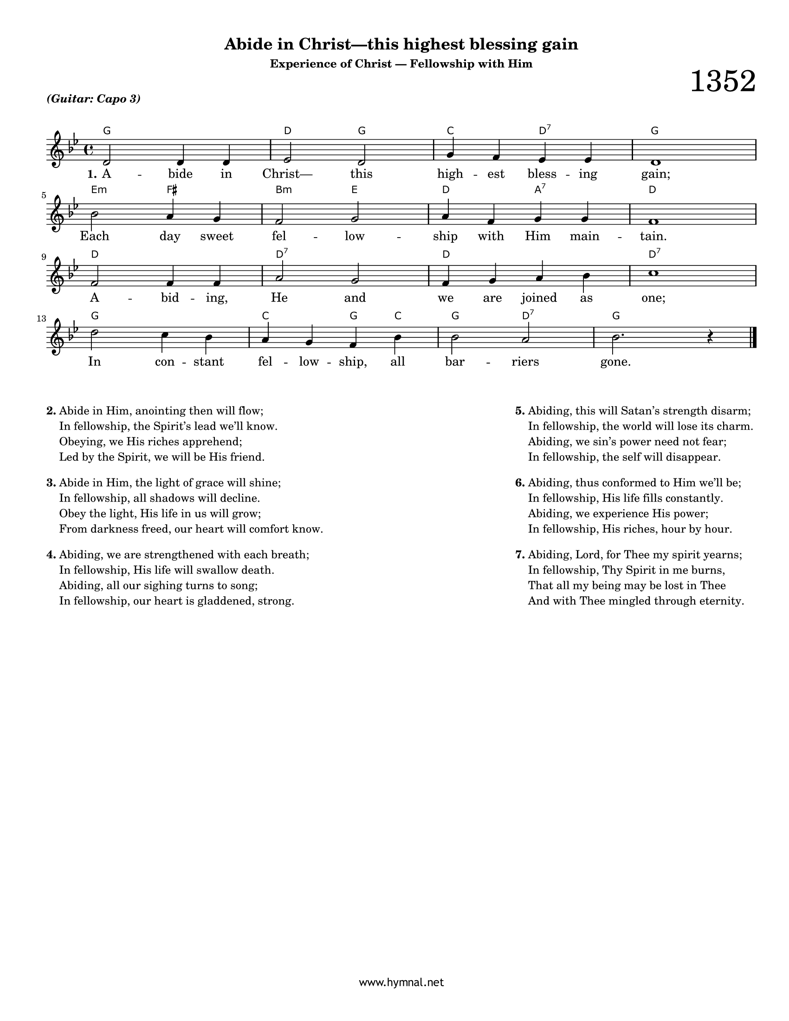 Abide in Christ—this highest blessing gain
Experience of Christ — Fellowship with Him
1352
(Guitar: Capo 3)
G D G C D7 G
1. A - bide in Christ— this high - est bless - ing gain;
5 Em F♯ Bm E D A7 D
Each day sweet fel - low - ship with Him main - tain.
9 D D7 D D7
A - bid - ing, He and we are joined as one;
13 G C G C G D7 G
In con - stant fel - low - ship, all bar - riers gone.
2. Abide in Him, anointing then will flow;
In fellowship, the Spirit's lead we'll know.
Obeying, we His riches apprehend;
Led by the Spirit, we will be His friend.
3. Abide in Him, the light of grace will shine;
In fellowship, all shadows will decline.
Obey the light, His life in us will grow;
From darkness freed, our heart will comfort know.
4. Abiding, we are strengthened with each breath;
In fellowship, His life will swallow death.
Abiding, all our sighing turns to song;
In fellowship, our heart is gladdened, strong.
5. Abiding, this will Satan's strength disarm;
In fellowship, the world will lose its charm.
Abiding, we sin's power need not fear;
In fellowship, the self will disappear.
6. Abiding, thus conformed to Him we'll be;
In fellowship, His life fills constantly.
Abiding, we experience His power;
In fellowship, His riches, hour by hour.
7. Abiding, Lord, for Thee my spirit yearns;
In fellowship, Thy Spirit in me burns,
That all my being may be lost in Thee
And with Thee mingled through eternity.
www.hymnal.net